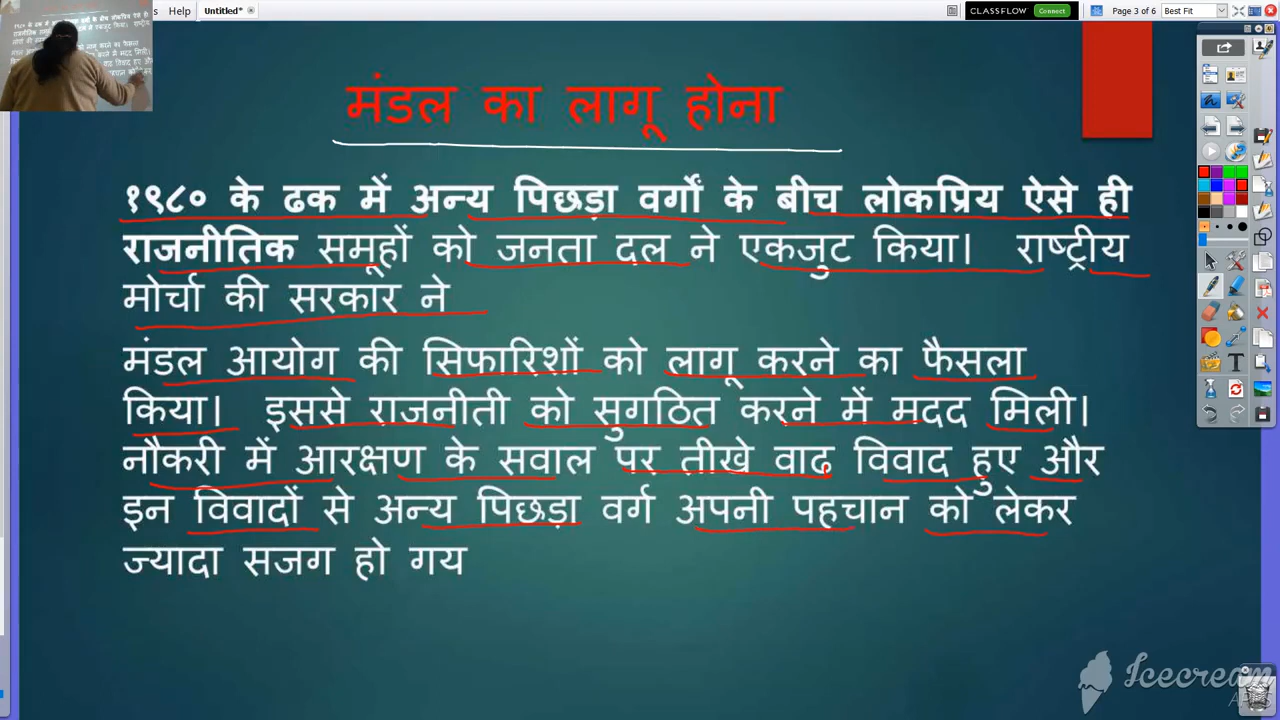 Help Untitled* CLASSFLOW Connect Page 3 of 6 Best Fit
मंडल का लागू होना
१९८० के ढक में अन्य पिछड़ा वर्गों के बीच लोकप्रिय ऐसे ही
राजनीतिक समूहों को जनता दल ने एकजुट किया। राष्ट्रीय
मोर्चा की सरकार ने
मंडल आयोग की सिफारिशों को लागू करने का फैसला
किया। इससे राजनीती को सुगठित करने में मदद मिली।
नौकरी में आरक्षण के सवाल पर तीखे वाद विवाद हुए और
इन विवादों से अन्य पिछड़ा वर्ग अपनी पहचान को लेकर
ज्यादा सजग हो गय
Icecream
APPS